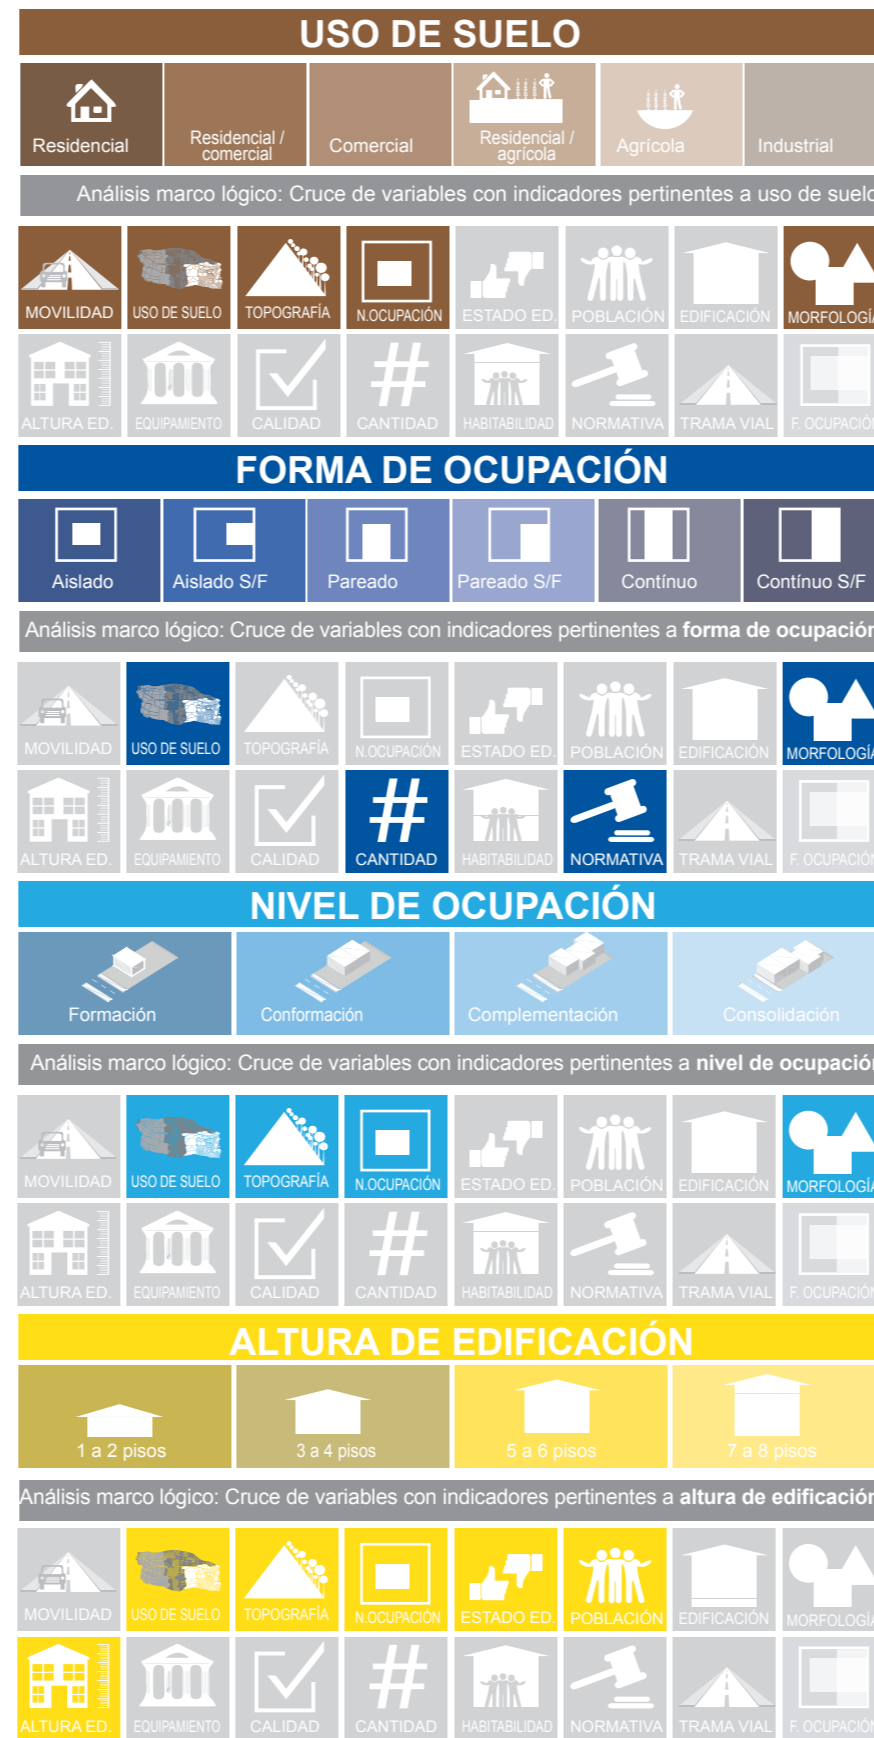 USO DE SUELO
Residencial
Residencial /
comercial
Comercial
Residencial /
agrícola
Agrícola
Industrial
Análisis marco lógico: Cruce de variables con indicadores pertinentes a uso de suelo
MOVILIDAD USO DE SUELO TOPOGRAFÍA N.OCUPACIÓN ESTADO ED. POBLACIÓN EDIFICACIÓN MORFOLOGÍA
ALTURA ED. EQUIPAMIENTO CALIDAD CANTIDAD HABITABILIDAD NORMATIVA TRAMA VIAL F. OCUPACIÓN
FORMA DE OCUPACIÓN
Aislado Aislado S/F Pareado Pareado S/F Contínuo Contínuo S/F
Análisis marco lógico: Cruce de variables con indicadores pertinentes a forma de ocupación
MOVILIDAD USO DE SUELO TOPOGRAFÍA N.OCUPACIÓN ESTADO ED. POBLACIÓN EDIFICACIÓN MORFOLOGÍA
ALTURA ED. EQUIPAMIENTO CALIDAD CANTIDAD HABITABILIDAD NORMATIVA TRAMA VIAL F. OCUPACIÓN
NIVEL DE OCUPACIÓN
Formación Conformación Complementación Consolidación
Análisis marco lógico: Cruce de variables con indicadores pertinentes a nivel de ocupación
MOVILIDAD USO DE SUELO TOPOGRAFÍA N.OCUPACIÓN ESTADO ED. POBLACIÓN EDIFICACIÓN MORFOLOGÍA
ALTURA ED. EQUIPAMIENTO CALIDAD CANTIDAD HABITABILIDAD NORMATIVA TRAMA VIAL F. OCUPACIÓN
ALTURA DE EDIFICACIÓN
1 a 2 pisos 3 a 4 pisos 5 a 6 pisos 7 a 8 pisos
Análisis marco lógico: Cruce de variables con indicadores pertinentes a altura de edificación
MOVILIDAD USO DE SUELO TOPOGRAFÍA N.OCUPACIÓN ESTADO ED. POBLACIÓN EDIFICACIÓN MORFOLOGÍA
ALTURA ED. EQUIPAMIENTO CALIDAD CANTIDAD HABITABILIDAD NORMATIVA TRAMA VIAL F. OCUPACIÓN